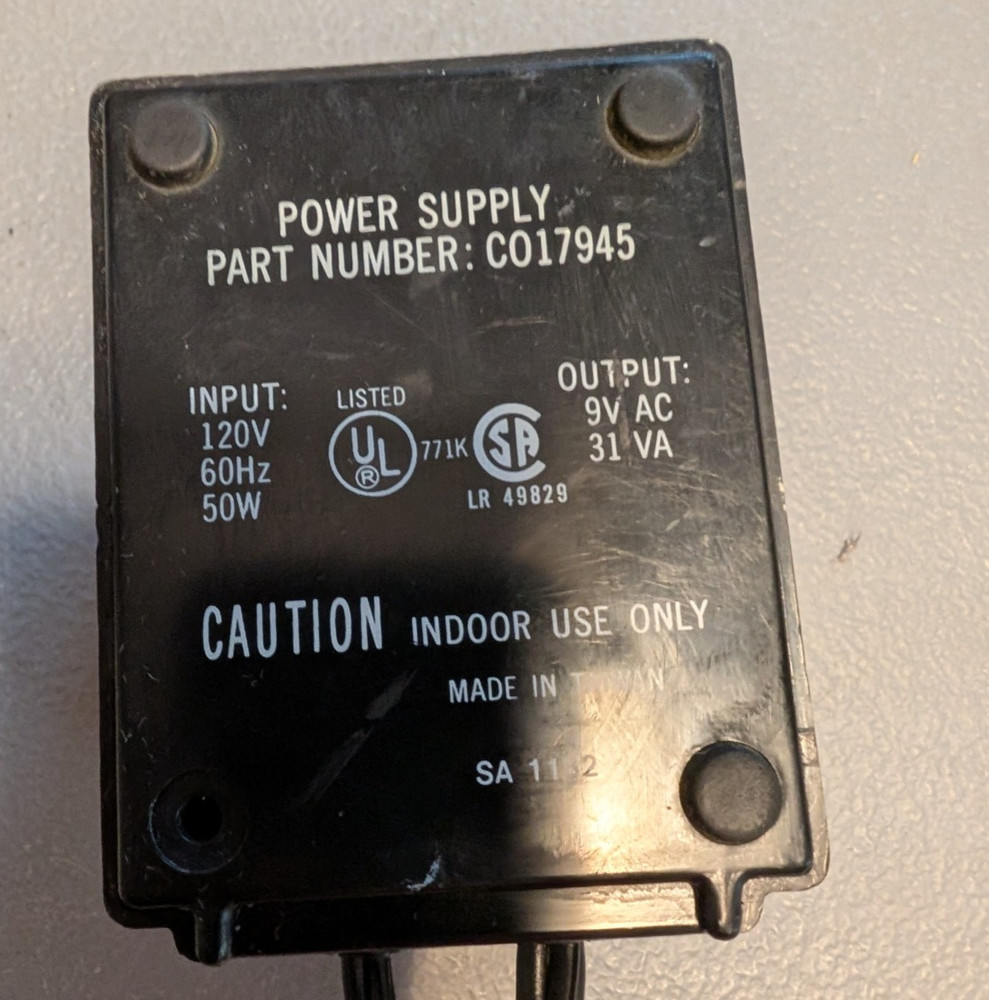 POWER SUPPLY
PART NUMBER: CO17945
INPUT:
120V
60Hz
50W
LISTED
UL
®
771K
SA
LR 49829
OUTPUT:
9V AC
31 VA
CAUTION INDOOR USE ONLY
MADE IN TAIWAN
SA